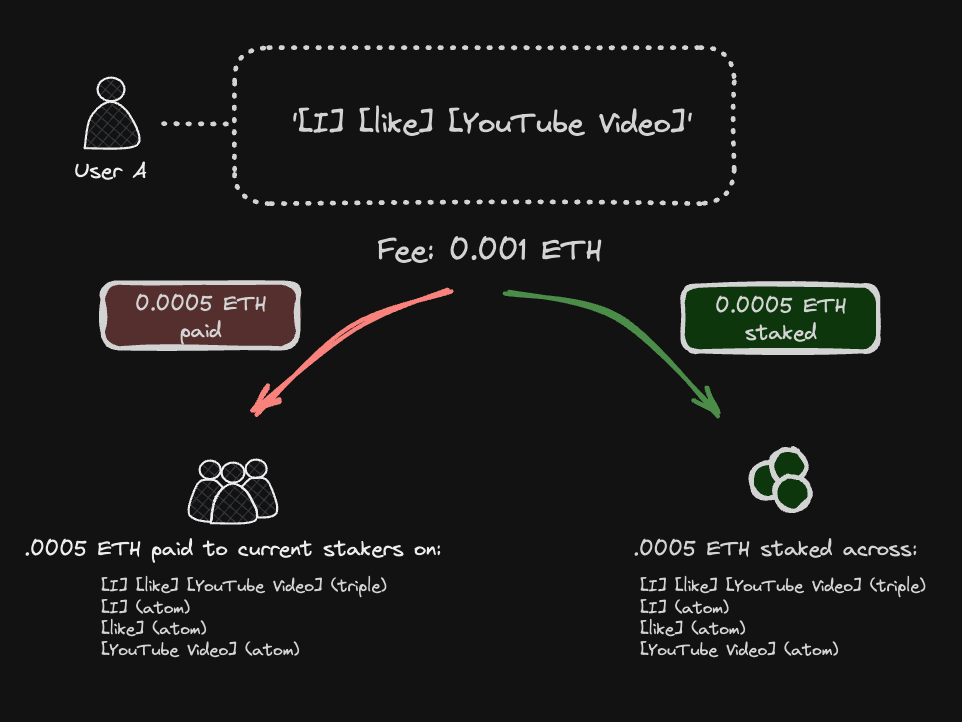 '[I] [like] [YouTube Video]'
User A
Fee: 0.001 ETH
0.0005 ETH
paid
0.0005 ETH
staked
.0005 ETH paid to current stakers on:
[I] [like] [YouTube Video] (triple)
[I] (atom)
[like] (atom)
[YouTube Video] (atom)
.0005 ETH staked across:
[I] [like] [YouTube Video] (triple)
[I] (atom)
[like] (atom)
[YouTube Video] (atom)